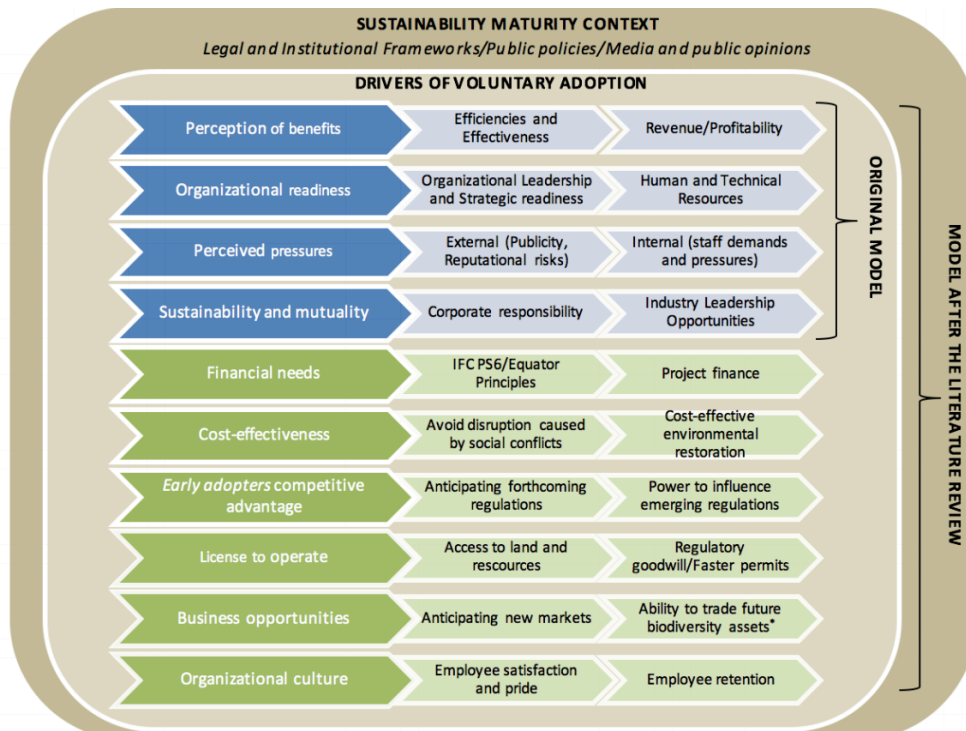 SUSTAINABILITY MATURITY CONTEXT
Legal and Institutional Frameworks/Public policies/Media and public opinions
DRIVERS OF VOLUNTARY ADOPTION
Perception of benefits
Efficiencies and
Effectiveness
Revenue/Profitability
Organizational readiness
Organizational Leadership
and Strategic readiness
Human and Technical
Resources
Perceived pressures
External (Publicity,
Reputational risks)
Internal (staff demands
and pressures)
Sustainability and mutuality
Corporate responsibility
Industry Leadership
Opportunities
Financial needs
IFC PS6/Equator
Principles
Project finance
Cost-effectiveness
Avoid disruption caused
by social conflicts
Cost-effective
environmental
restoration
Early adopters competitive
advantage
Anticipating forthcoming
regulations
Power to influence
emerging regulations
License to operate
Access to land and
rescources
Regulatory
goodwill/Faster permits
Business opportunities
Anticipating new markets
Ability to trade future
biodiversity assets*
Organizational culture
Employee satisfaction
and pride
Employee retention
ORIGINAL MODEL
MODEL AFTER THE LITERATURE REVIEW